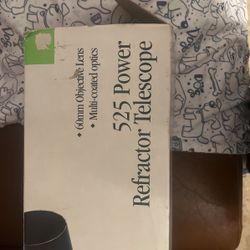 • 60mm Objective Lens
• Multi-coated optics
525 Power
Refractor Telescope